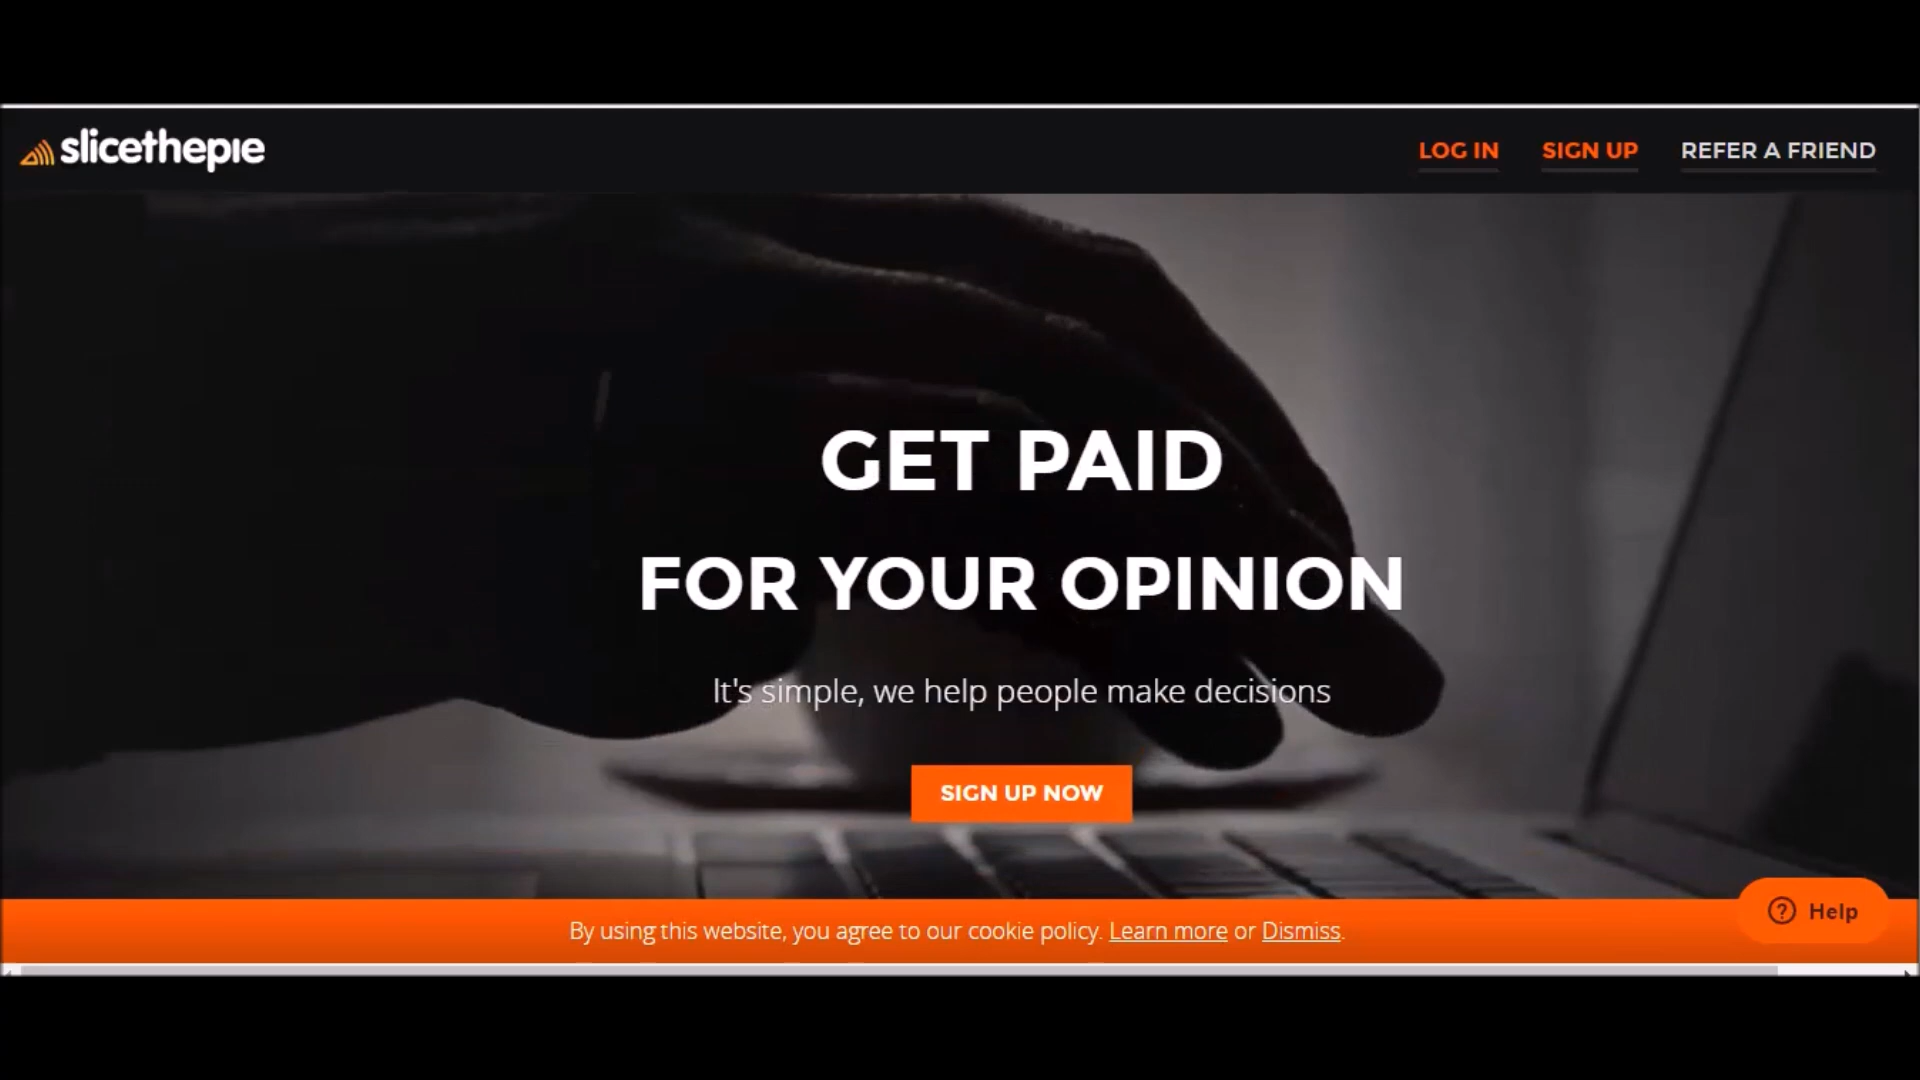 slicethepie
LOG IN
SIGN UP
REFER A FRIEND
GET PAID
FOR YOUR OPINION
It's simple, we help people make decisions
SIGN UP NOW
By using this website, you agree to our cookie policy. Learn more or Dismiss.
Help